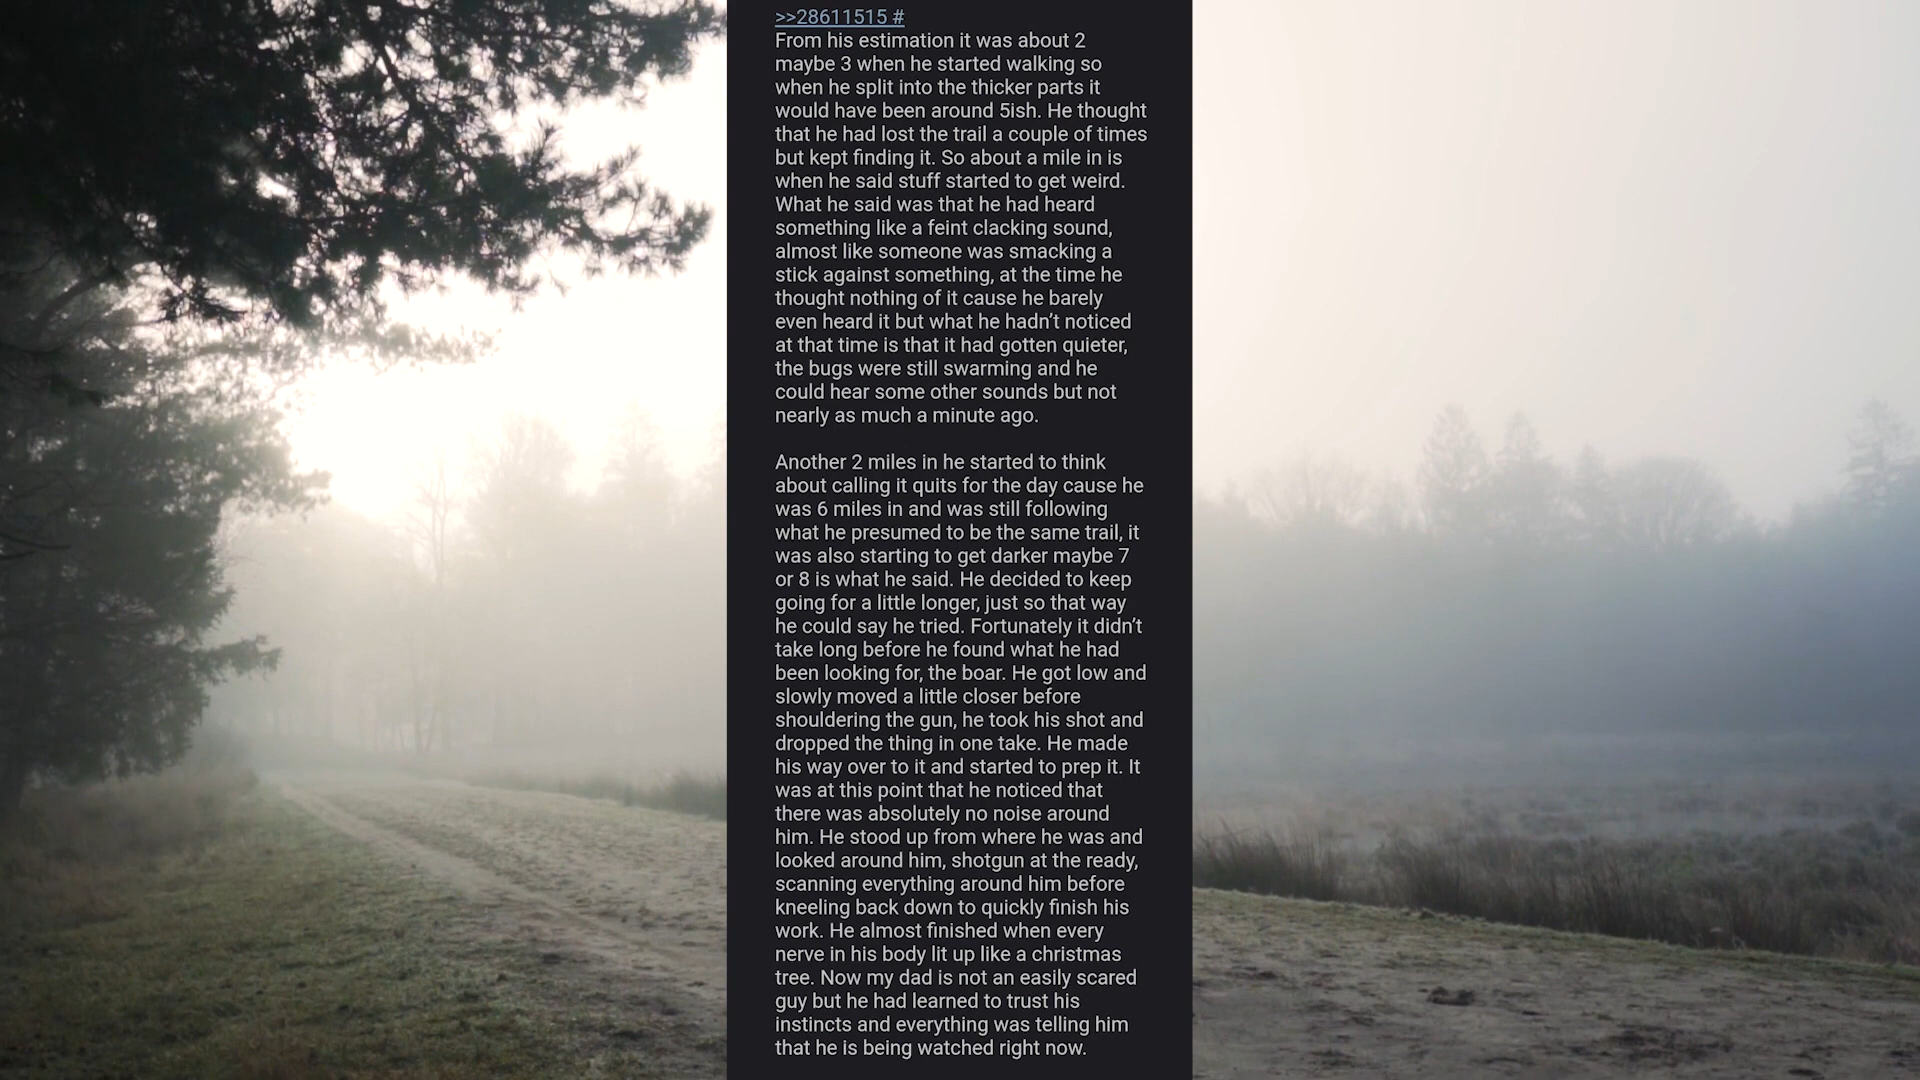 >>28611515 #
From his estimation it was about 2
maybe 3 when he started walking so
when he split into the thicker parts it
would have been around 5ish. He thought
that he had lost the trail a couple of times
but kept finding it. So about a mile in is
when he said stuff started to get weird.
What he said was that he had heard
something like a feint clacking sound,
almost like someone was smacking a
stick against something, at the time he
thought nothing of it cause he barely
even heard it but what he hadn’t noticed
at that time is that it had gotten quieter,
the bugs were still swarming and he
could hear some other sounds but not
nearly as much a minute ago.

Another 2 miles in he started to think
about calling it quits for the day cause he
was 6 miles in and was still following
what he presumed to be the same trail, it
was also starting to get darker maybe 7
or 8 is what he said. He decided to keep
going for a little longer, just so that way
he could say he tried. Fortunately it didn’t
take long before he found what he had
been looking for, the boar. He got low and
slowly moved a little closer before
shouldering the gun, he took his shot and
dropped the thing in one take. He made
his way over to it and started to prep it. It
was at this point that he noticed that
there was absolutely no noise around
him. He stood up from where he was and
looked around him, shotgun at the ready,
scanning everything around him before
kneeling back down to quickly finish his
work. He almost finished when every
nerve in his body lit up like a christmas
tree. Now my dad is not an easily scared
guy but he had learned to trust his
instincts and everything was telling him
that he is being watched right now.